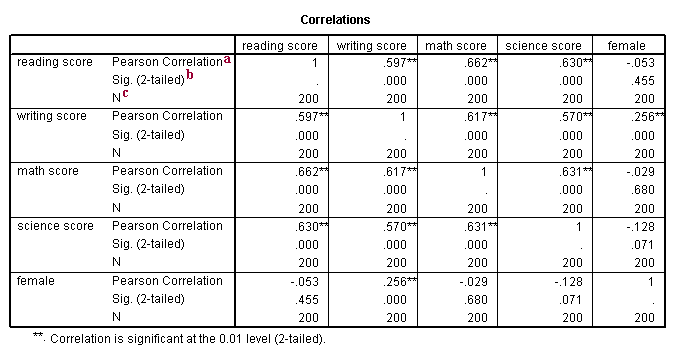 Correlations
reading score writing score math score science score female
reading score Pearson Correlation a 1 .597** .662** .630** -.053
Sig. (2-tailed) b . .000 .000 .000 .455
N c 200 200 200 200 200
writing score Pearson Correlation .597** 1 .617** .570** .256**
Sig. (2-tailed) .000 . .000 .000 .000
N 200 200 200 200 200
math score Pearson Correlation .662** .617** 1 .631** -.029
Sig. (2-tailed) .000 .000 . .000 .680
N 200 200 200 200 200
science score Pearson Correlation .630** .570** .631** 1 -.128
Sig. (2-tailed) .000 .000 .000 . .071
N 200 200 200 200 200
female Pearson Correlation -.053 .256** -.029 -.128 1
Sig. (2-tailed) .455 .000 .680 .071 .
N 200 200 200 200 200
**. Correlation is significant at the 0.01 level (2-tailed).